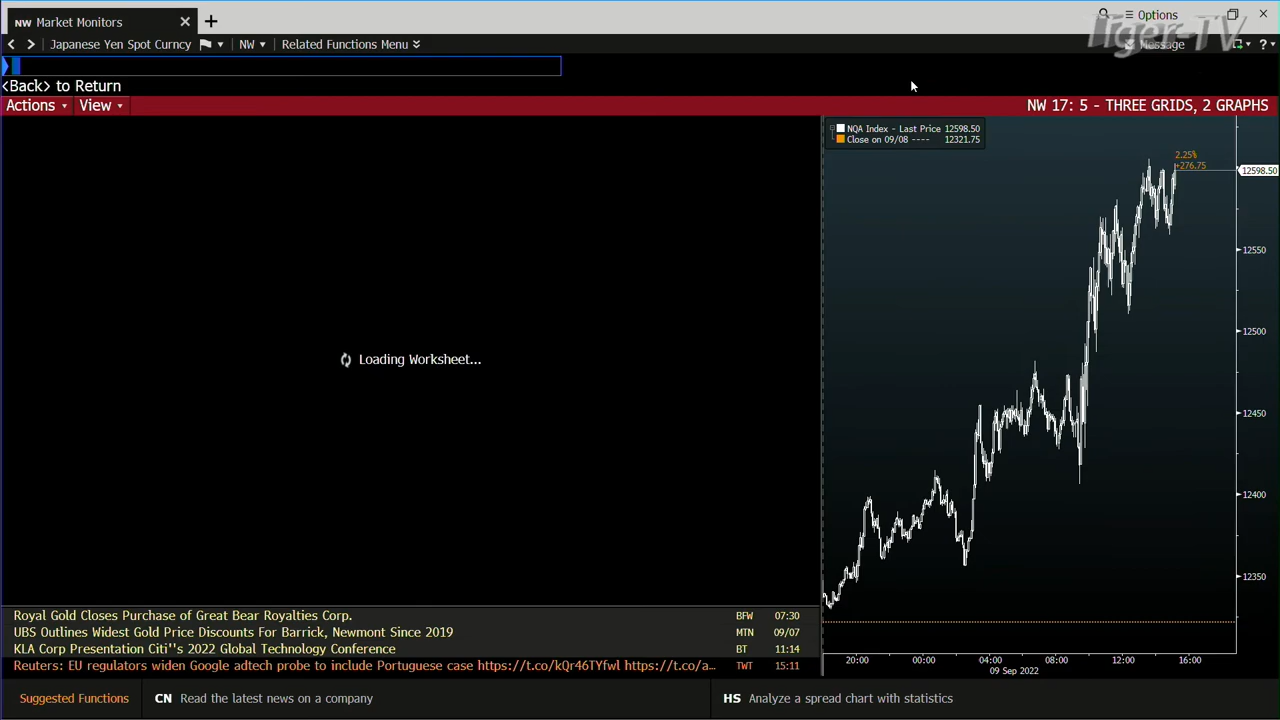 NW Market Monitors
Options
Tiger-TV
Japanese Yen Spot Curncy
NW
Related Functions Menu
Message
?
<Back> to Return
Actions
View
NW 17: 5 - THREE GRIDS, 2 GRAPHS
NQA Index - Last Price 12598.50
Close on 09/08 ---- 12321.75
2.25%
+276.75
12598.50
12550
12500
12450
12400
12350
Loading Worksheet...
Royal Gold Closes Purchase of Great Bear Royalties Corp. BFW 07:30
UBS Outlines Widest Gold Price Discounts For Barrick, Newmont Since 2019 MTN 09/07
KLA Corp Presentation Citi''s 2022 Global Technology Conference BT 11:14
Reuters: EU regulators widen Google adtech probe to include Portuguese case https://t.co/kQr46TYfwl https://t.co/a... TWT 15:11
20:00 00:00 04:00 08:00 12:00 16:00
09 Sep 2022
Suggested Functions CN Read the latest news on a company HS Analyze a spread chart with statistics